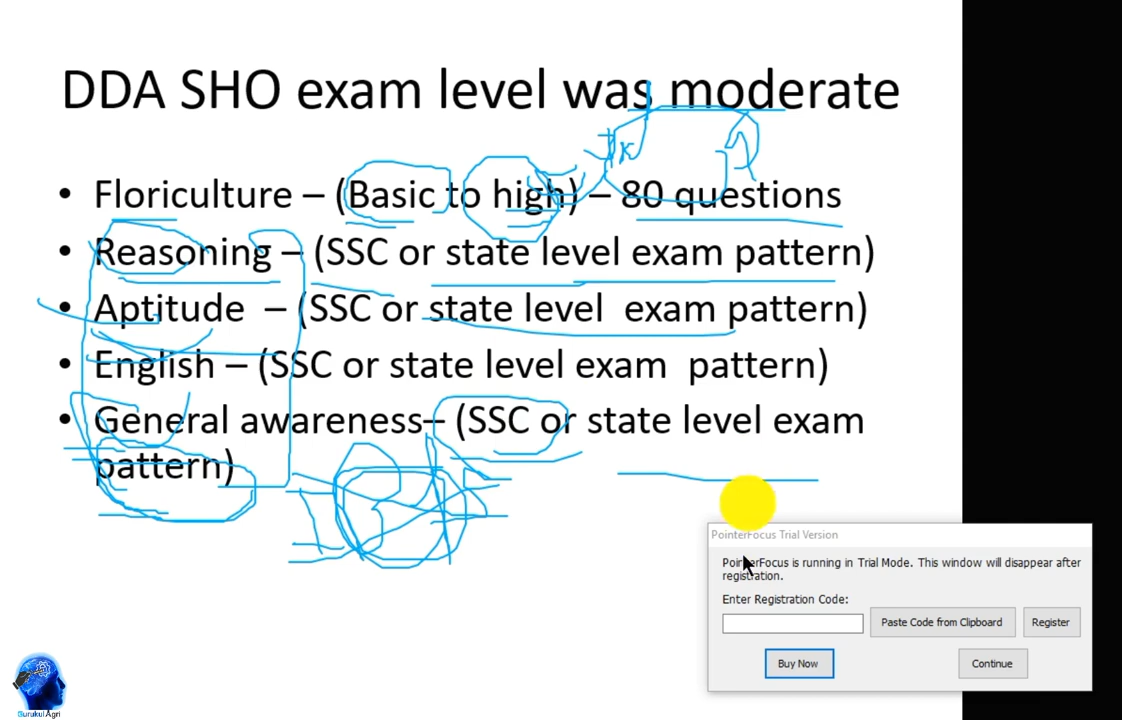 DDA SHO exam level was moderate
• Floriculture – (Basic to high) – 80 questions
• Reasoning – (SSC or state level exam pattern)
• Aptitude – (SSC or state level exam pattern)
• English – (SSC or state level exam pattern)
• General awareness– (SSC or state level exam
pattern)
PointerFocus Trial Version
PointerFocus is running in Trial Mode. This window will disappear after
registration.
Enter Registration Code:
Paste Code from Clipboard
Register
Buy Now
Continue
Gurukul Agri